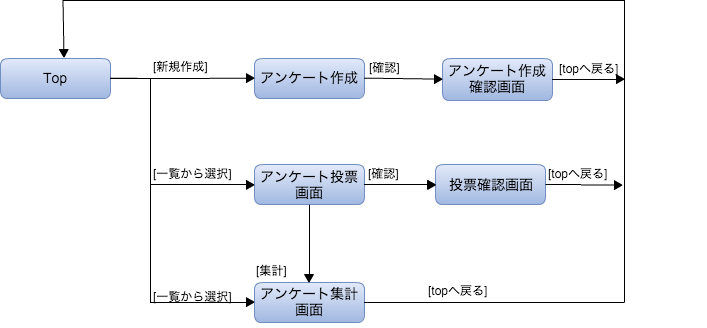 [新規作成]
[確認]
[topへ戻る]
Top
アンケート作成
アンケート作成
確認画面
[一覧から選択]
[確認]
[topへ戻る]
アンケート投票
画面
投票確認画面
[集計]
[一覧から選択]
[topへ戻る]
アンケート集計
画面